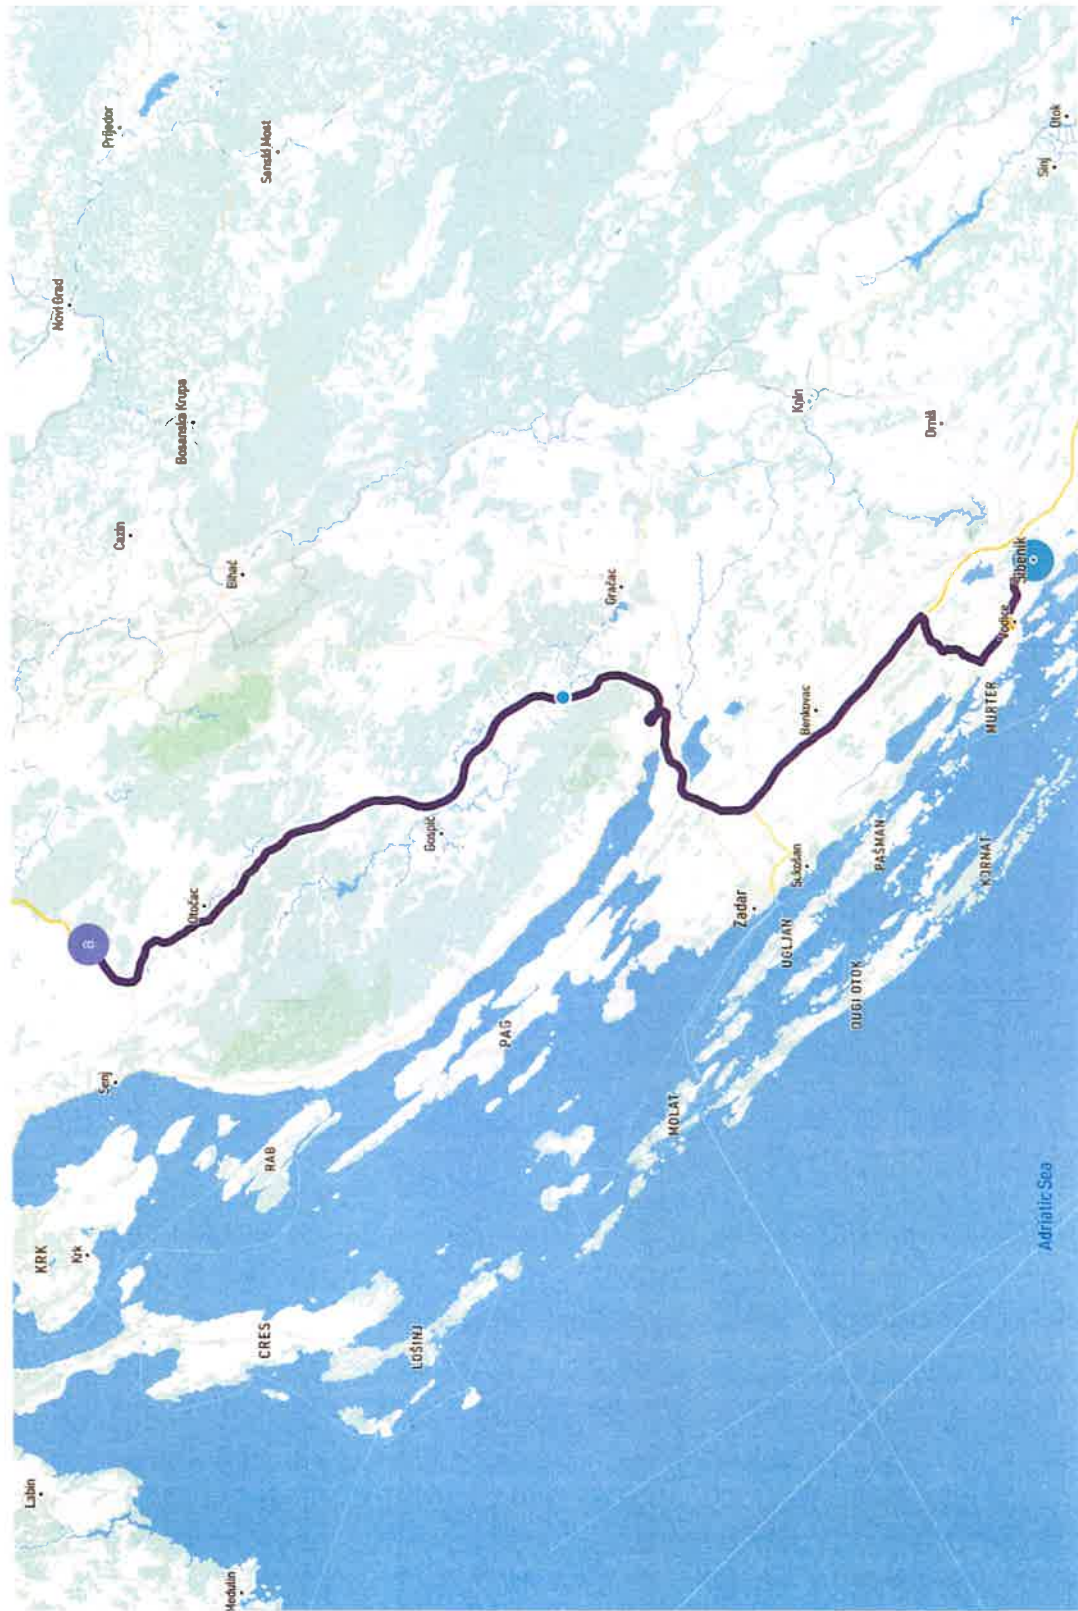 Labin
KRK
Novi Grad
Krk
8
Senj
Prijedor
Cazin
Bosanska Krupa
Otočac
Medulin
Bihać
CRES
Sanski Most
RAB
LOŠINJ
Gospić
PAG
Gračac
MOLAT
Zadar
UGLJAN
Sukošan
Knin
Benkovac
DUGI OTOK
PAŠMAN
Drniš
KORNAT
MURTER
Vodice
Šibenik
Sinj
Adriatic Sea
Otok